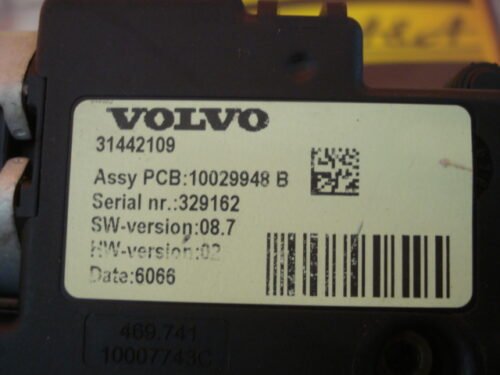 VOLVO
31442109
Assy PCB:10029948 B
Serial nr.:329162
SW-version:08.7
HW-version:02
Date:6066
469.741
10007743C